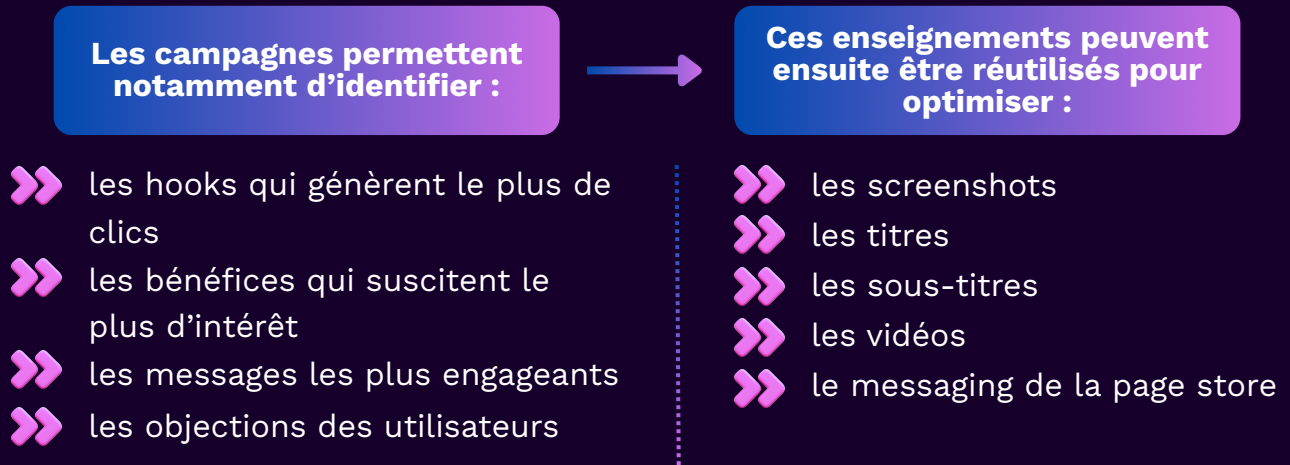 Les campagnes permettent
notamment d’identifier :
les hooks qui génèrent le plus de
clics
les bénéfices qui suscitent le
plus d’intérêt
les messages les plus engageants
les objections des utilisateurs
Ces enseignements peuvent
ensuite être réutilisés pour
optimiser :
les screenshots
les titres
les sous-titres
les vidéos
le messaging de la page store